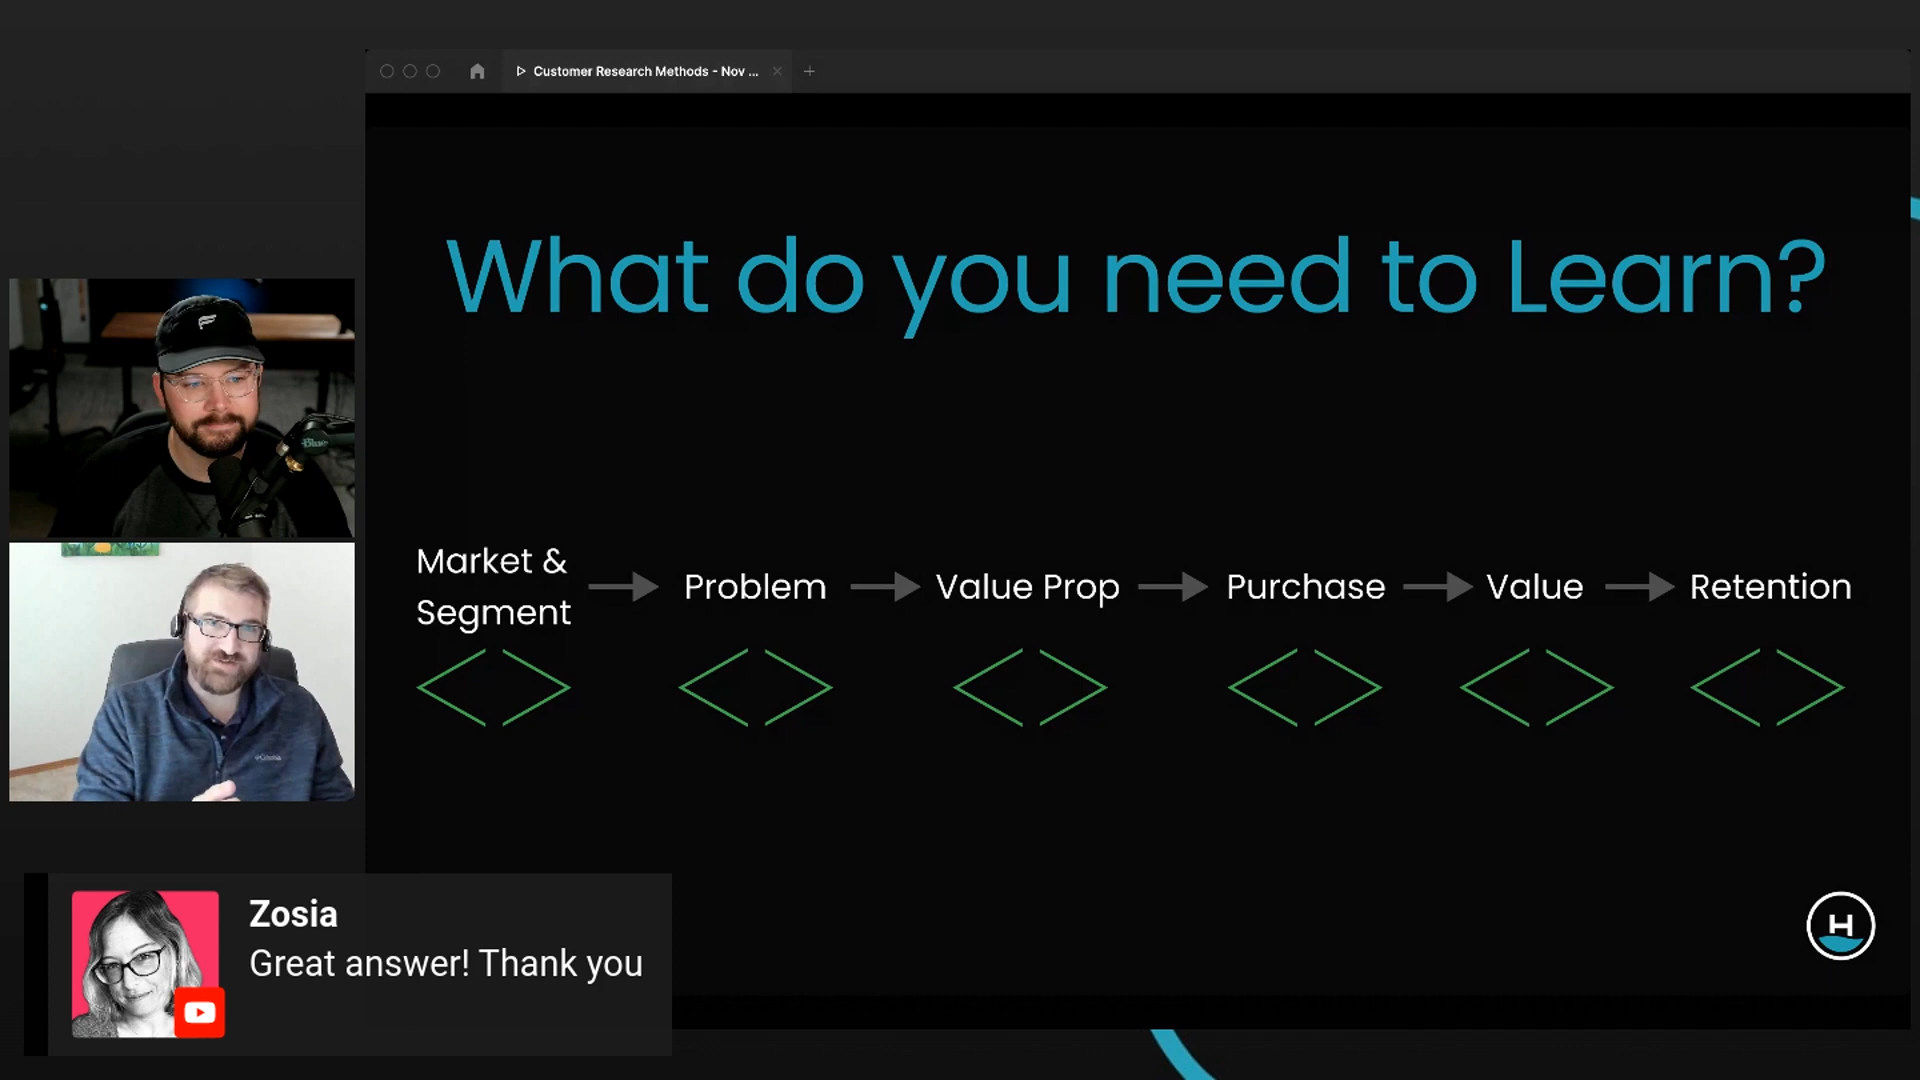 Customer Research Methods - Nov ...
What do you need to Learn?
Market &
Segment
Problem
Value Prop
Purchase
Value
Retention
H
Zosia
Great answer! Thank you